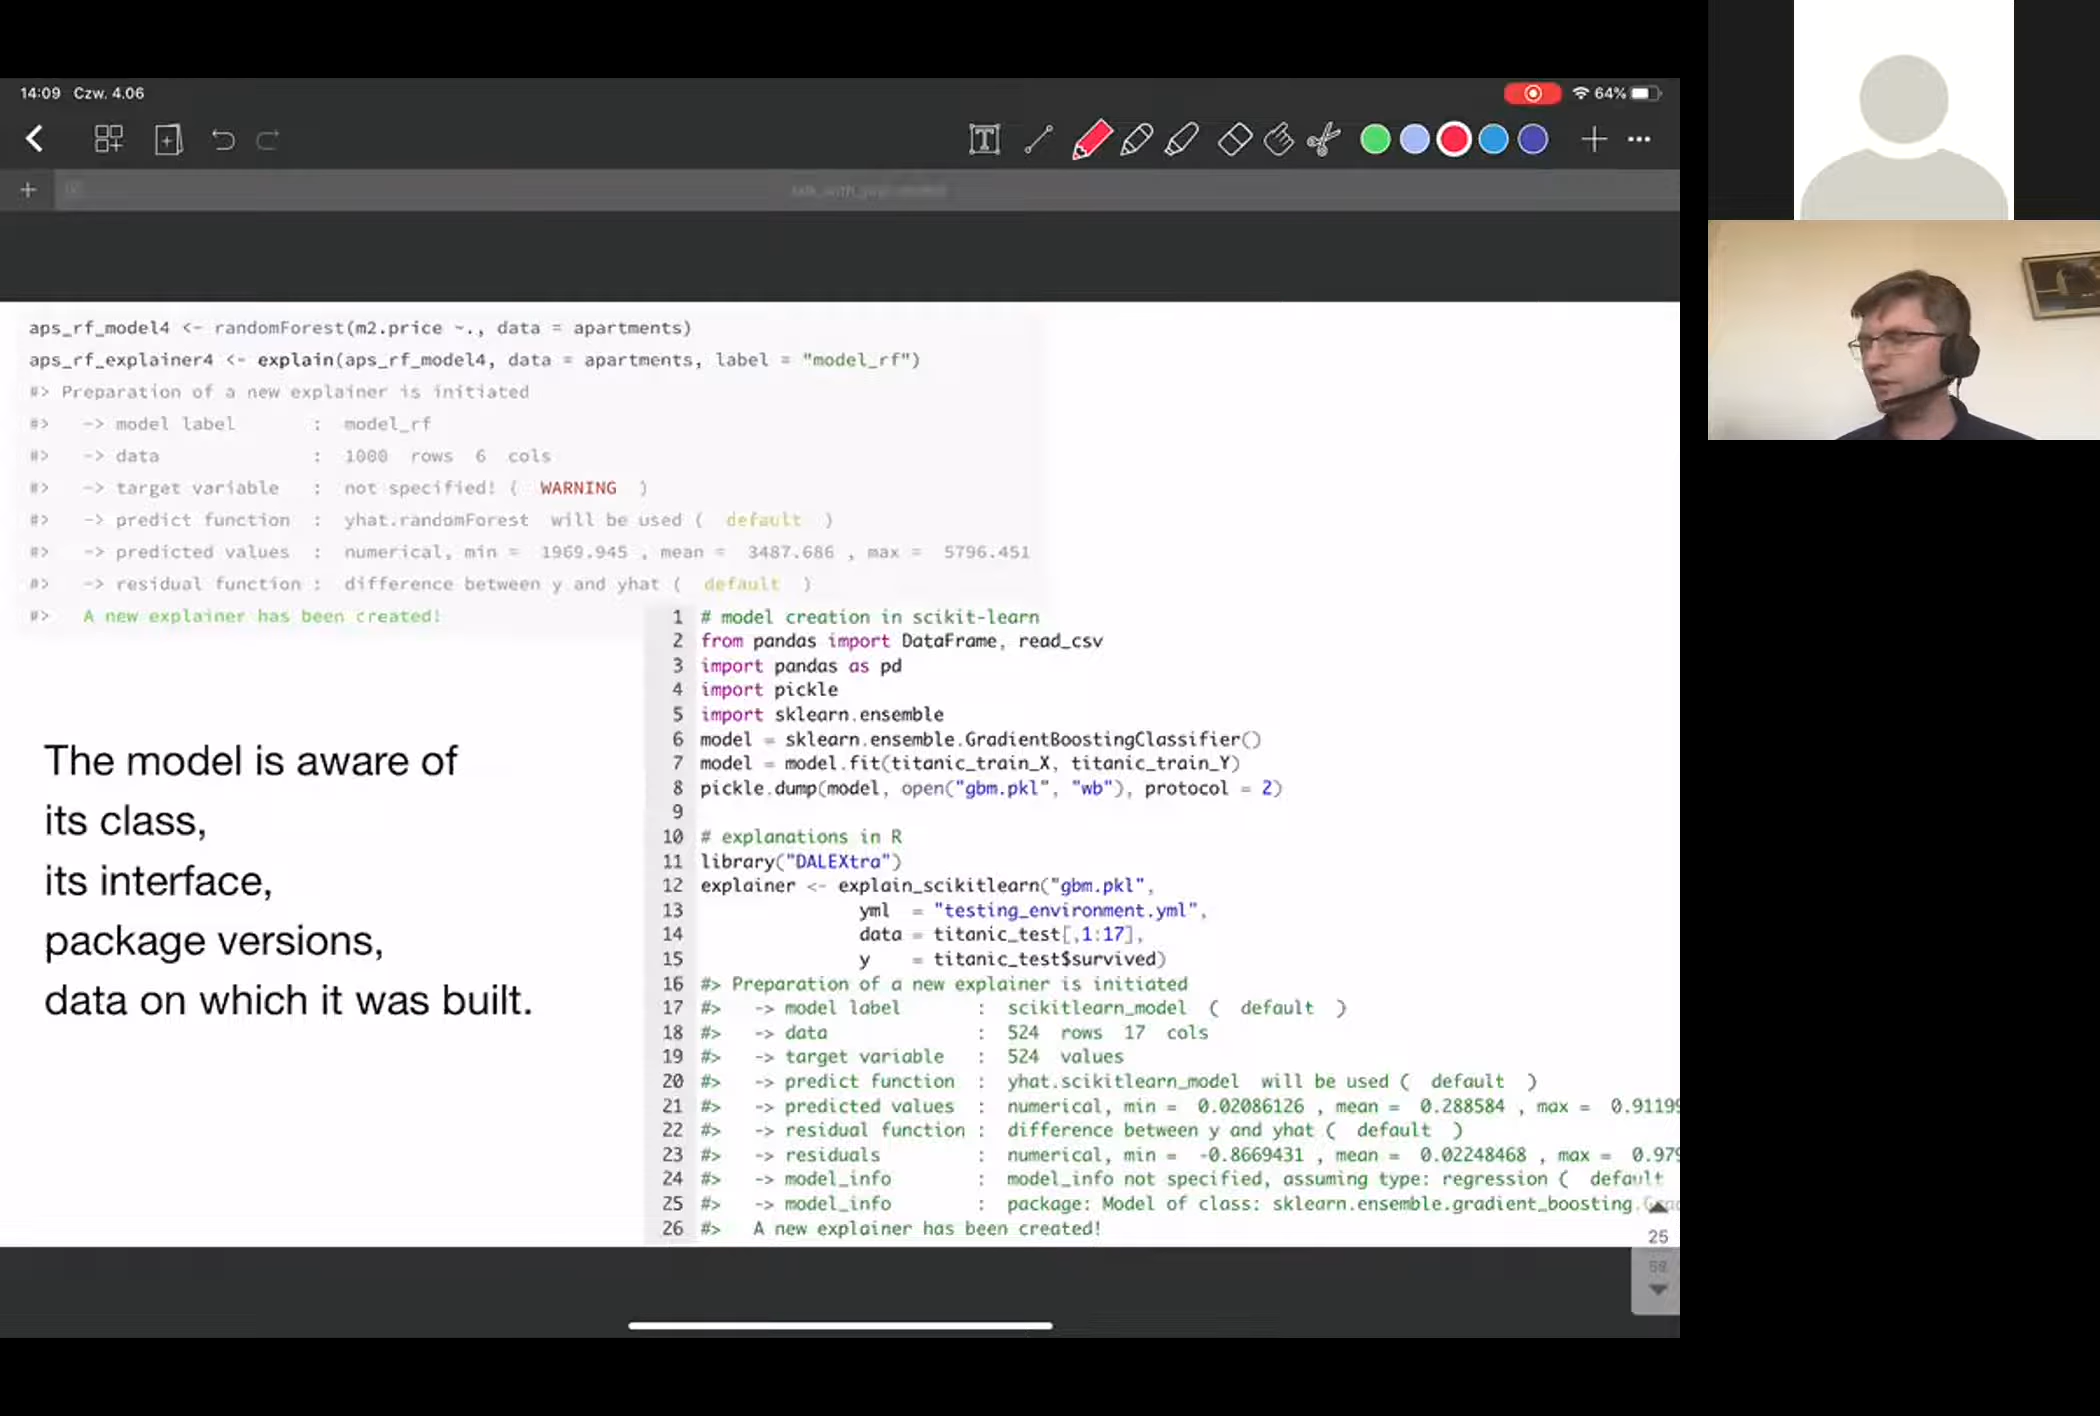 14:09 Czw. 4.06
64%
aps_rf_model4 <- randomForest(m2.price ~., data = apartments)
aps_rf_explainer4 <- explain(aps_rf_model4, data = apartments, label = "model_rf")
#> Preparation of a new explainer is initiated
#>   -> model label       :  model_rf
#>   -> data              :  1000  rows  6  cols
#>   -> target variable   :  not specified! (  WARNING  )
#>   -> predict function  :  yhat.randomForest  will be used (  default  )
#>   -> predicted values  :  numerical, min =  1969.945 , mean =  3487.686 , max =  5796.451
#>   -> residual function :  difference between y and yhat (  default  )
#>   A new explainer has been created!
The model is aware of
its class,
its interface,
package versions,
data on which it was built.
1 # model creation in scikit-learn
2 from pandas import DataFrame, read_csv
3 import pandas as pd
4 import pickle
5 import sklearn.ensemble
6 model = sklearn.ensemble.GradientBoostingClassifier()
7 model = model.fit(titanic_train_X, titanic_train_Y)
8 pickle.dump(model, open("gbm.pkl", "wb"), protocol = 2)
9
10 # explanations in R
11 library("DALEXtra")
12 explainer <- explain_scikitlearn("gbm.pkl",
13 yml  = "testing_environment.yml",
14 data = titanic_test[,1:17],
15 y    = titanic_test$survived)
16 #> Preparation of a new explainer is initiated
17 #>   -> model label       :  scikitlearn_model  (  default  )
18 #>   -> data              :  524  rows  17  cols
19 #>   -> target variable   :  524  values
20 #>   -> predict function  :  yhat.scikitlearn_model  will be used (  default  )
21 #>   -> predicted values  :  numerical, min =  0.02086126 , mean =  0.288584 , max =  0.91199
22 #>   -> residual function :  difference between y and yhat (  default  )
23 #>   -> residuals         :  numerical, min =  -0.8669431 , mean =  0.02248468 , max =  0.979
24 #>   -> model_info        :  model_info not specified, assuming type: regression (  default
25 #>   -> model_info        :  package: Model of class: sklearn.ensemble.gradient_boosting.
26 #>   A new explainer has been created!
25